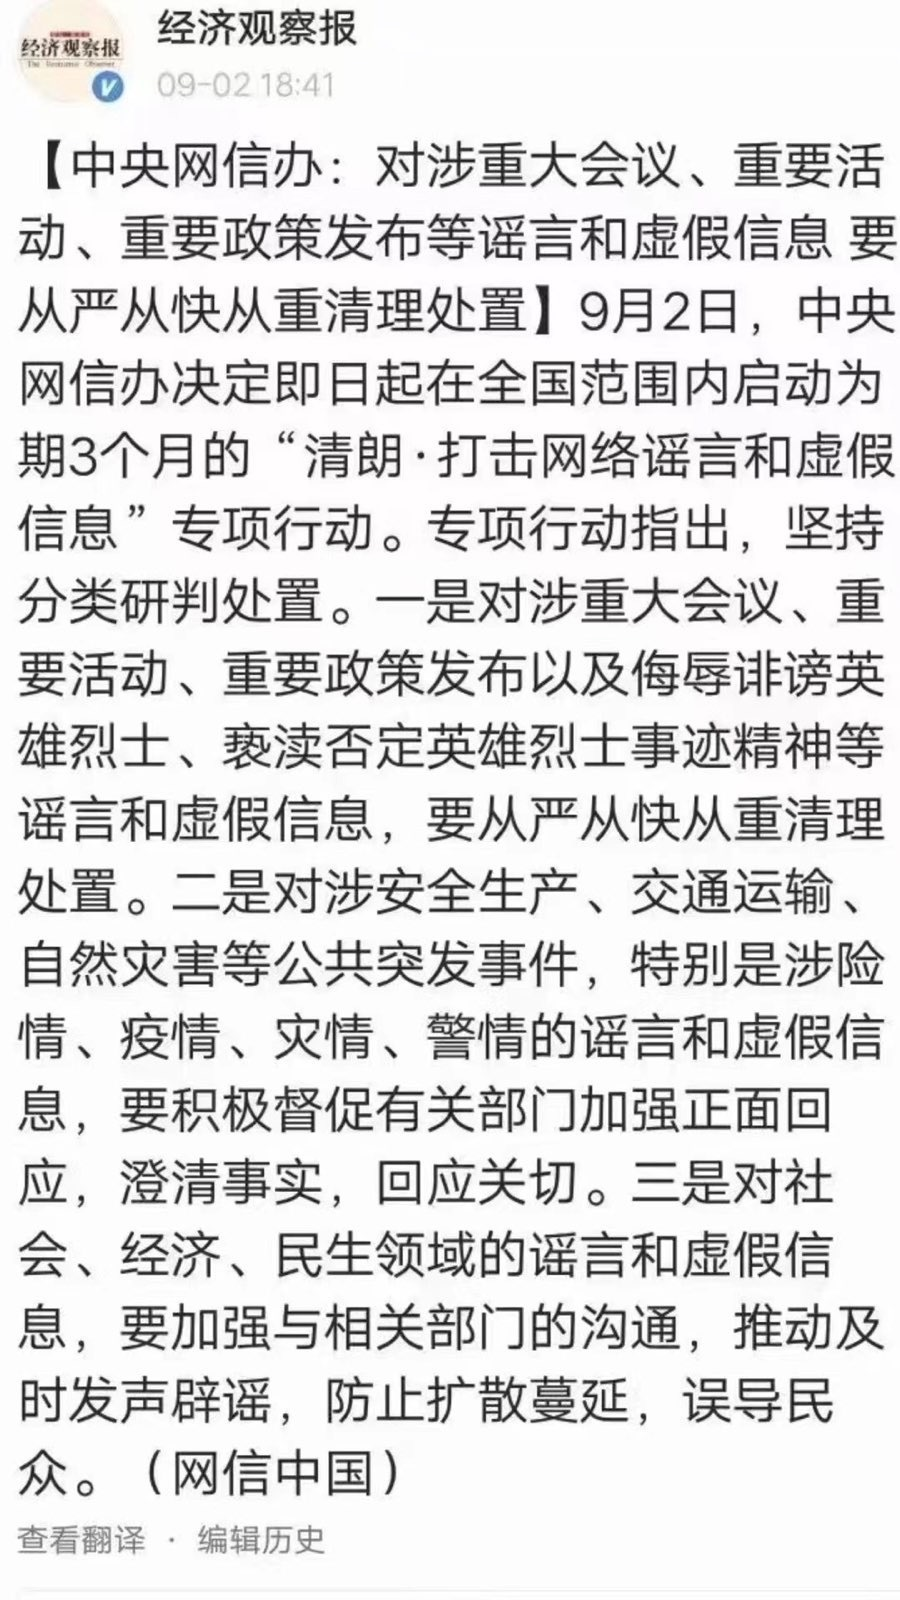 经济观察报
经济观察报
The Economic Observer
09-02 18:41
【中央网信办：对涉重大会议、重要活
动、重要政策发布等谣言和虚假信息 要
从严从快从重清理处置】9月2日，中央
网信办决定即日起在全国范围内启动为
期3个月的“清朗·打击网络谣言和虚假
信息”专项行动。专项行动指出，坚持
分类研判处置。一是对涉重大会议、重
要活动、重要政策发布以及侮辱诽谤英
雄烈士、亵渎否定英雄烈士事迹精神等
谣言和虚假信息，要从严从快从重清理
处置。二是对涉安全生产、交通运输、
自然灾害等公共突发事件，特别是涉险
情、疫情、灾情、警情的谣言和虚假信
息，要积极督促有关部门加强正面回
应，澄清事实，回应关切。三是对社
会、经济、民生领域的谣言和虚假信
息，要加强与相关部门的沟通，推动及
时发声辟谣，防止扩散蔓延，误导民
众。（网信中国）
查看翻译 · 编辑历史